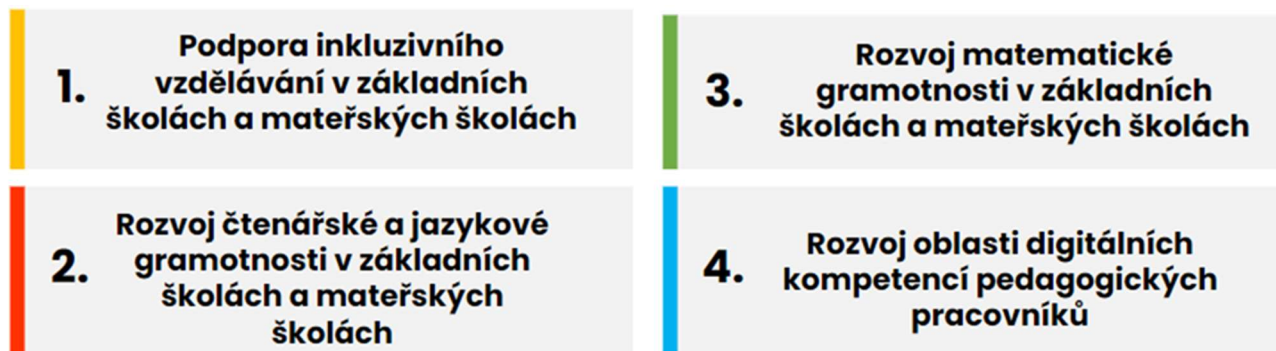 1.
Podpora inkluzivního
vzdělávání v základních
školách a mateřských školách
2.
Rozvoj čtenářské a jazykové
gramotnosti v základních
školách a mateřských
školách
3.
Rozvoj matematické
gramotnosti v základních
školách a mateřských školách
4.
Rozvoj oblasti digitálních
kompetencí pedagogických
pracovníků